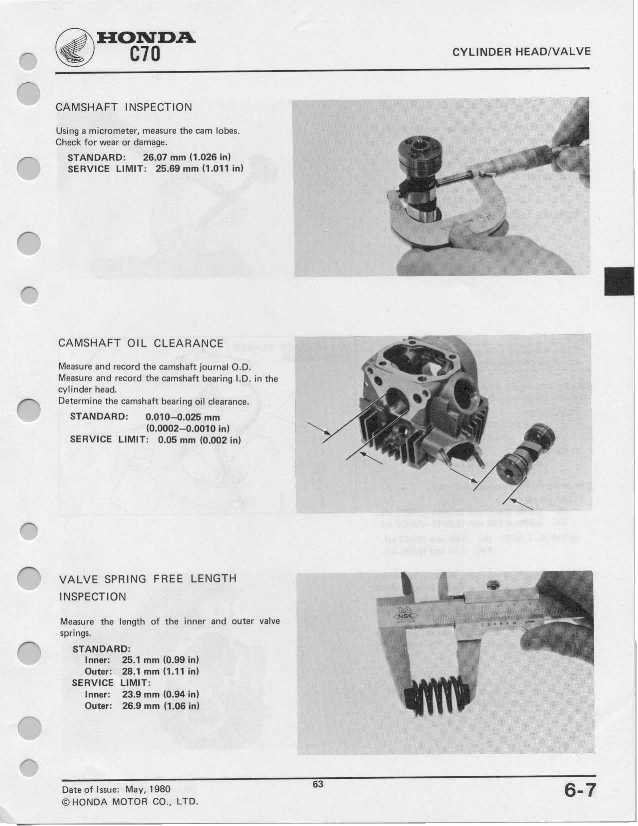 HONDA
C70
CYLINDER HEAD/VALVE
CAMSHAFT INSPECTION
Using a micrometer, measure the cam lobes.
Check for wear or damage.
STANDARD: 26.07 mm (1.026 in)
SERVICE LIMIT: 25.69 mm (1.011 in)
CAMSHAFT OIL CLEARANCE
Measure and record the camshaft journal O.D.
Measure and record the camshaft bearing I.D. in the
cylinder head.
Determine the camshaft bearing oil clearance.
STANDARD: 0.010—0.025 mm
(0.0002—0.0010 in)
SERVICE LIMIT: 0.05 mm (0.002 in)
VALVE SPRING FREE LENGTH
INSPECTION
Measure the length of the inner and outer valve
springs.
STANDARD:
Inner: 25.1 mm (0.99 in)
Outer: 28.1 mm (1.11 in)
SERVICE LIMIT:
Inner: 23.9 mm (0.94 in)
Outer: 26.9 mm (1.06 in)
NSK
Date of Issue: May, 1980
© HONDA MOTOR CO., LTD.
63
6-7